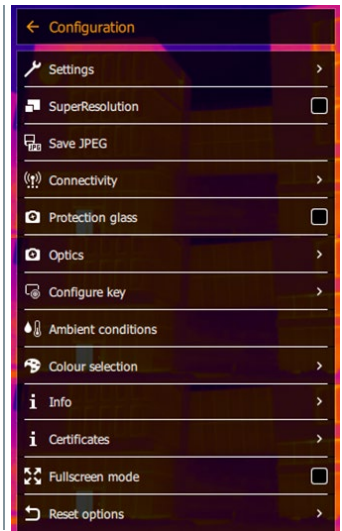 Configuration
Settings
SuperResolution
JPG
Save JPEG
Connectivity
Protection glass
Optics
Configure key
Ambient conditions
Colour selection
Info
Certificates
Fullscreen mode
Reset options